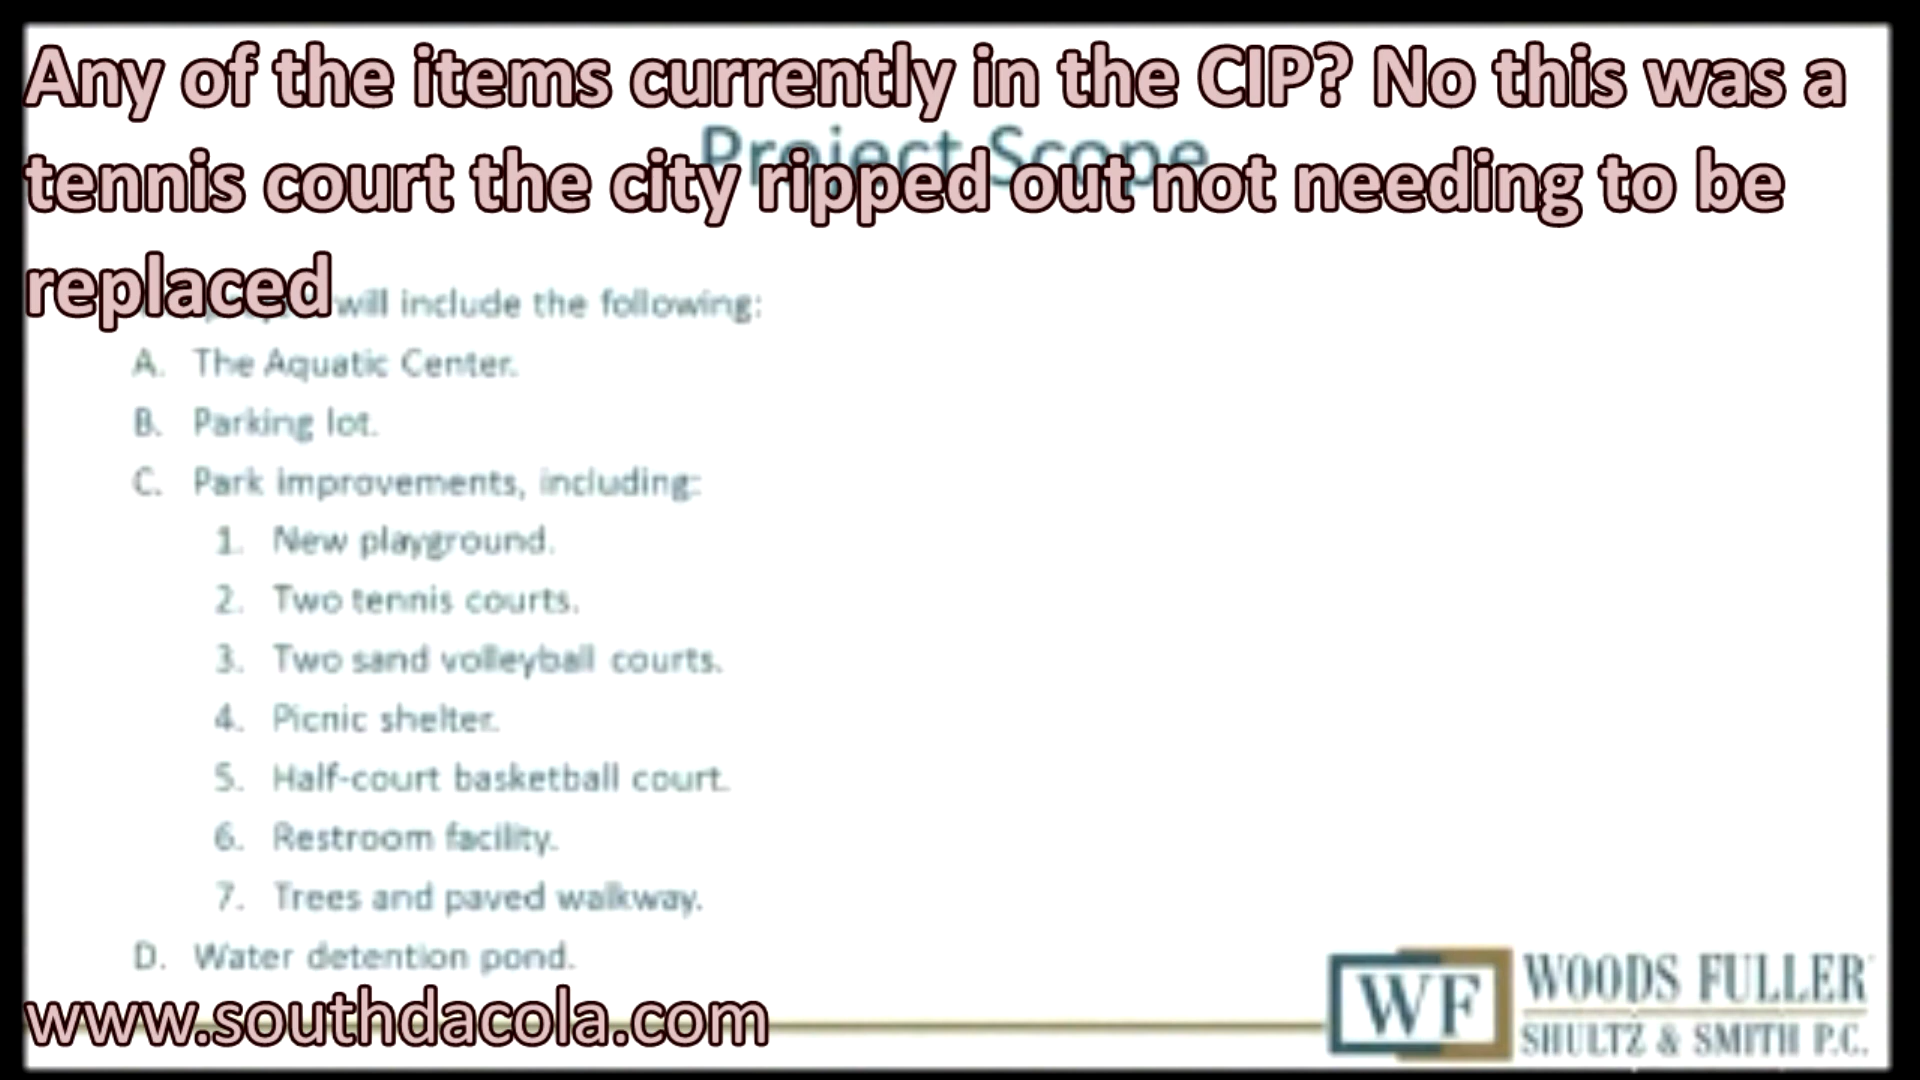 Any of the items currently in the CIP? No this was a
Project Scope
tennis court the city ripped out not needing to be
replaced
will include the following:
A. The Aquatic Center.
B. Parking lot.
C. Park improvements, including:
1. New playground.
2. Two tennis courts.
3. Two sand volleyball courts.
4. Picnic shelter.
5. Half-court basketball court.
6. Restroom facility.
7. Trees and paved walkway.
D. Water detention pond.
www.southdacola.com
WF
WOODS FULLER
SHULTZ & SMITH P.C.